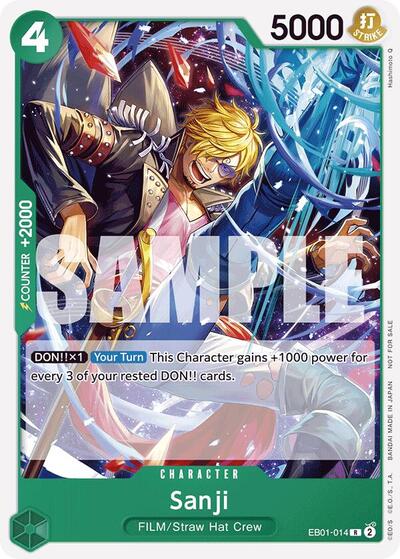 4
5000
打
STRIKE
Hashimoto Q
COUNTER +2000
SAMPLE
DON!!×1 Your Turn This Character gains +1000 power for
every 3 of your rested DON!! cards.
CHARACTER
Sanji
FILM/Straw Hat Crew
EB01-014 R 2
©E.O./S. ©E.O./S., T.A. BANDAI MADE IN JAPAN NOT FOR SALE